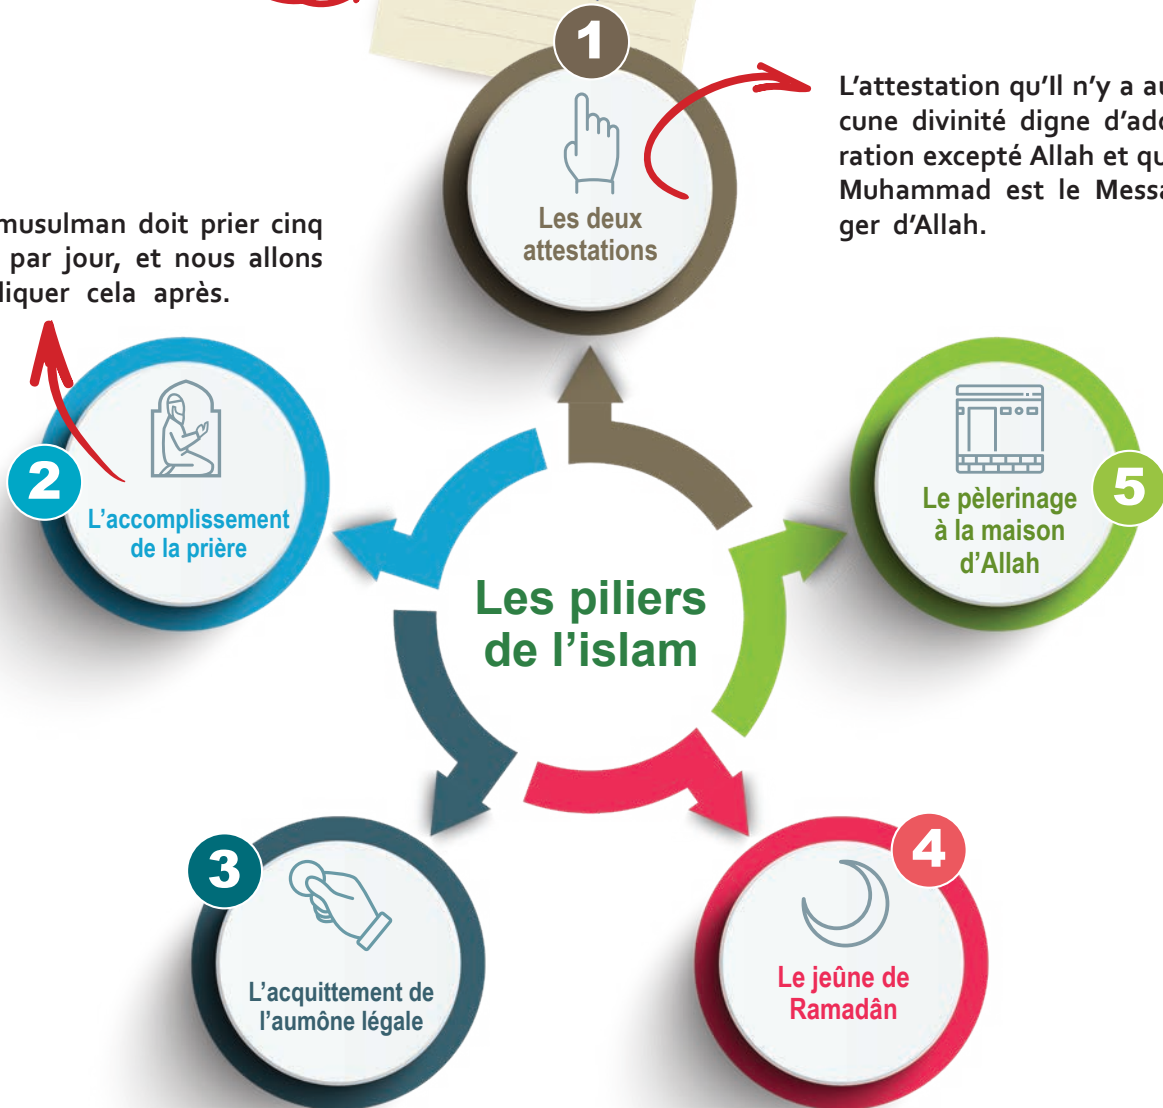 1
L'attestation qu'Il n'y a au-
cune divinité digne d'ado-
ration excepté Allah et qu
Muhammad est le Messa-
ger d'Allah.
Les deux
attestations
musulman doit prier cinq
par jour, et nous allons
liquer cela après.
2
L'accomplissement
de la prière
5
Le pèlerinage
à la maison
d'Allah
Les piliers
de l'islam
3
L'acquittement de
l'aumône légale
4
Le jeûne de
Ramadân